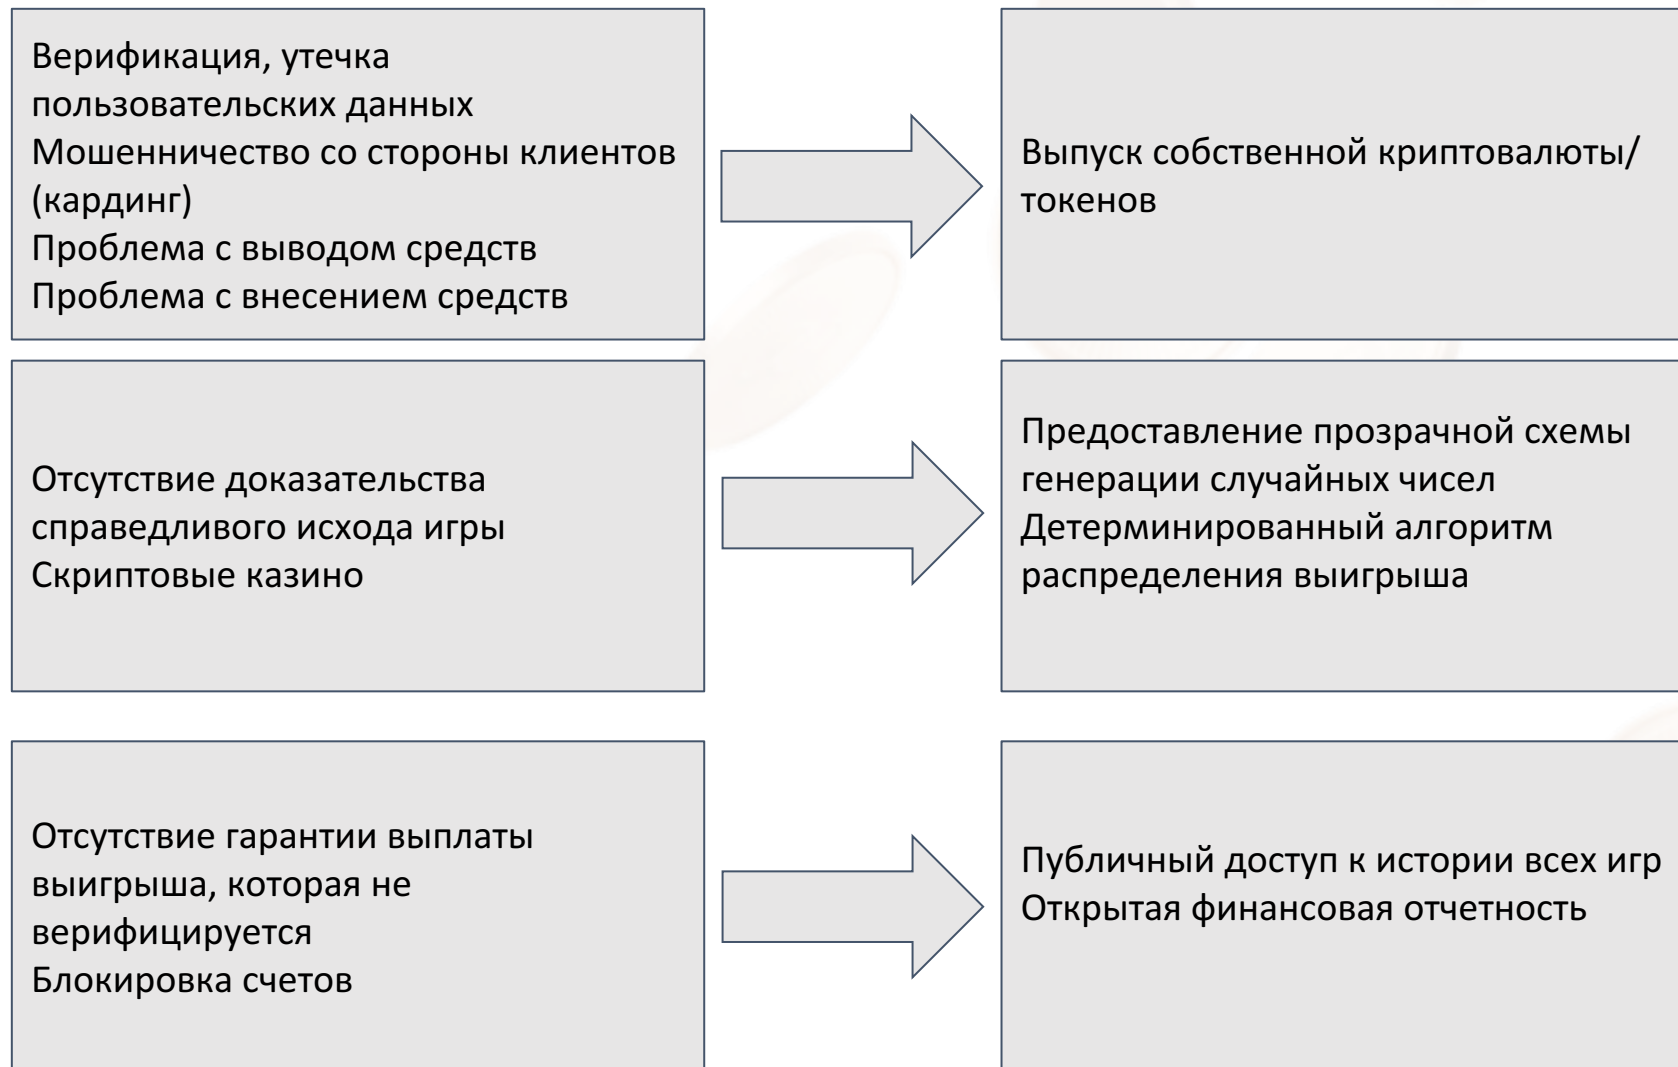 Верификация, утечка
пользовательских данных
Мошенничество со стороны клиентов
(кардинг)
Проблема с выводом средств
Проблема с внесением средств
Выпуск собственной криптовалюты/
токенов
Отсутствие доказательства
справедливого исхода игры
Скриптовые казино
Предоставление прозрачной схемы
генерации случайных чисел
Детерминированный алгоритм
распределения выигрыша
Отсутствие гарантии выплаты
выигрыша, которая не
верифицируется
Блокировка счетов
Публичный доступ к истории всех игр
Открытая финансовая отчетность